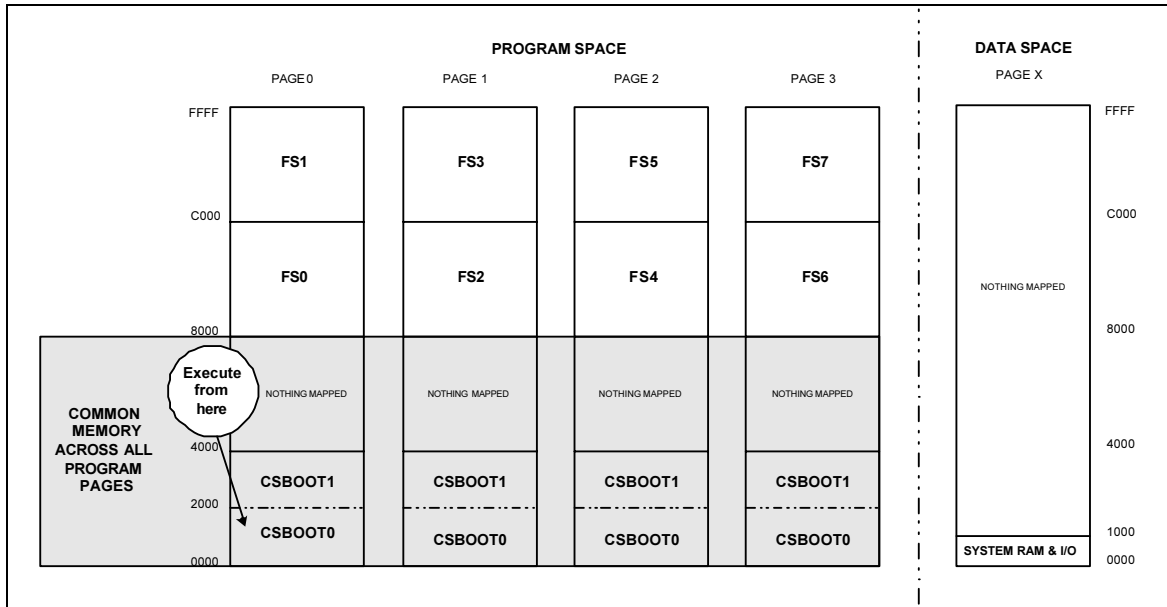 PROGRAM SPACE
DATA SPACE
PAGE 0
PAGE 1
PAGE 2
PAGE 3
PAGE X
FFFF
FFFF
FS1
FS3
FS5
FS7
C000
C000
FS0
FS2
FS4
FS6
NOTHING MAPPED
8000
8000
Execute
from
here
NOTHING MAPPED
NOTHING MAPPED
NOTHING MAPPED
NOTHING MAPPED
COMMON
MEMORY
ACROSS ALL
PROGRAM
PAGES
4000
4000
CSBOOT1
CSBOOT1
CSBOOT1
CSBOOT1
2000
CSBOOT0
CSBOOT0
CSBOOT0
CSBOOT0
1000
SYSTEM RAM & I/O
0000
0000